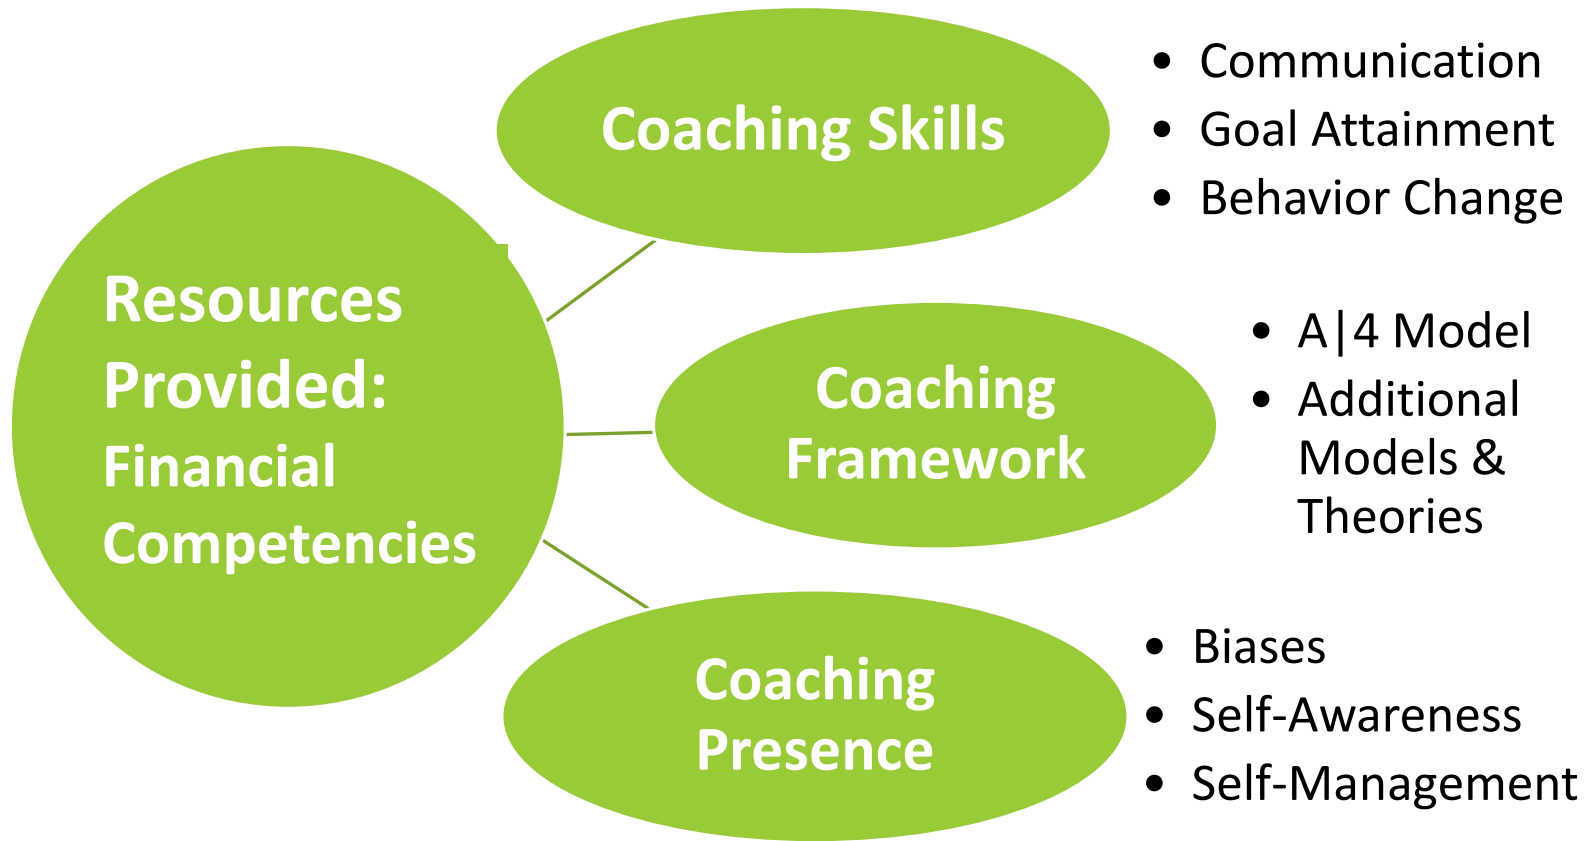 Resources
Provided:
Financial
Competencies
Coaching Skills
• Communication
• Goal Attainment
• Behavior Change
Coaching
Framework
• A|4 Model
• Additional
Models &
Theories
Coaching
Presence
• Biases
• Self-Awareness
• Self-Management